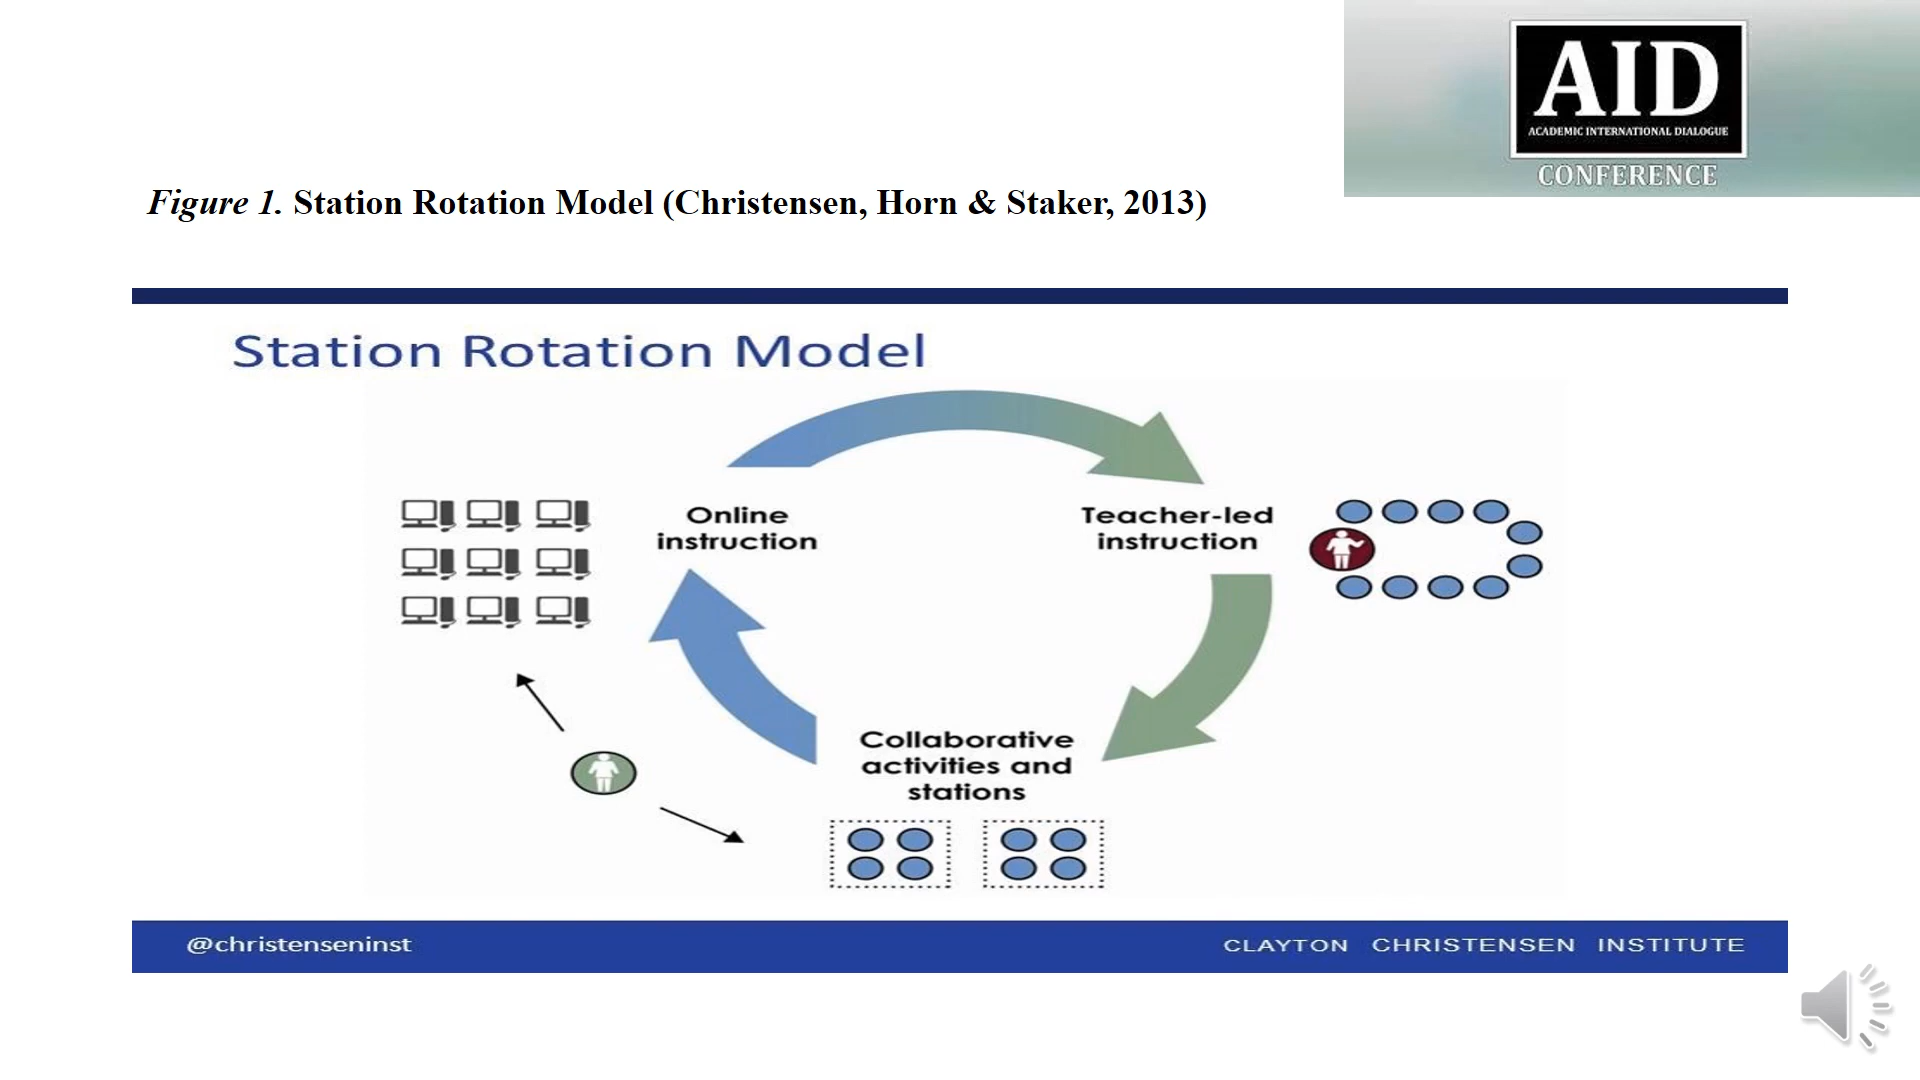 AID
ACADEMIC INTERNATIONAL DIALOGUE
CONFERENCE
Figure 1. Station Rotation Model (Christensen, Horn & Staker, 2013)
Station Rotation Model
Online
instruction
Teacher-led
instruction
Collaborative
activities and
stations
@christenseninst
CLAYTON CHRISTENSEN INSTITUTE